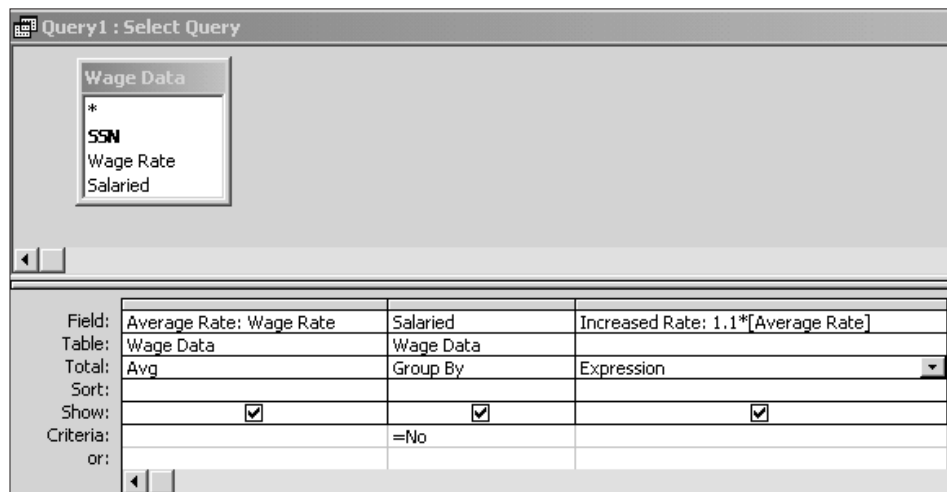 Query1 : Select Query
Wage Data
*
SSN
Wage Rate
Salaried
Field: Average Rate: Wage Rate Salaried Increased Rate: 1.1*[Average Rate]
Table: Wage Data Wage Data
Total: Avg Group By Expression
Sort:
Show:
Criteria: =No
or: